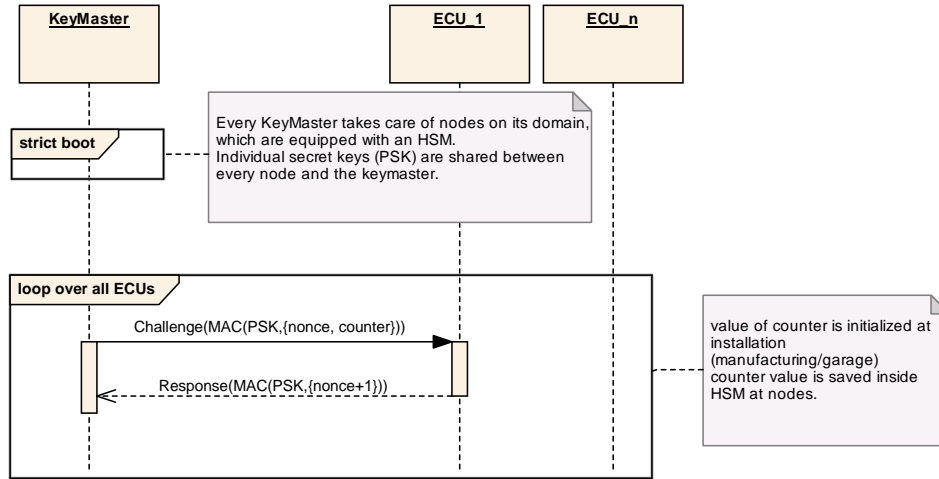 KeyMaster
ECU_1
ECU_n
strict boot
Every KeyMaster takes care of nodes on its domain,
which are equipped with an HSM.
Individual secret keys (PSK) are shared between
every node and the keymaster.
loop over all ECUs
Challenge(MAC(PSK,{nonce, counter}))
Response(MAC(PSK,{nonce+1}))
value of counter is initialized at
installation
(manufacturing/garage)
counter value is saved inside
HSM at nodes.